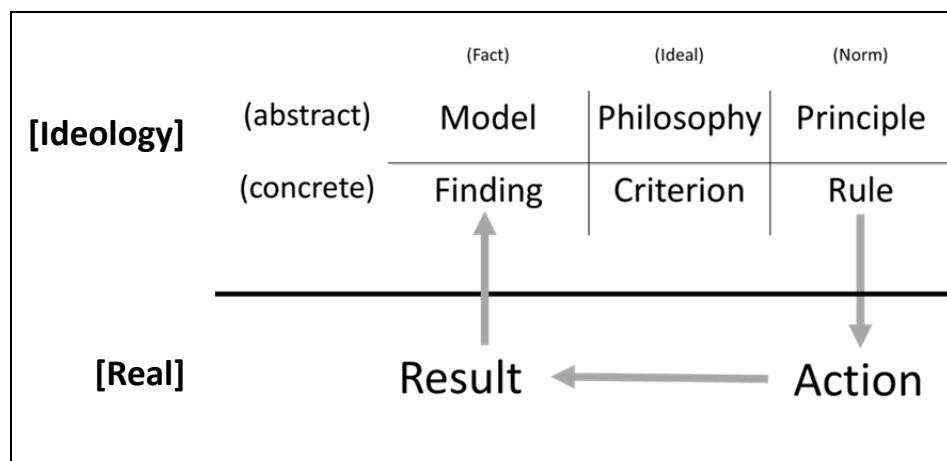 (Fact) (Ideal) (Norm)
[Ideology] (abstract) Model Philosophy Principle
(concrete) Finding Criterion Rule
[Real] Result Action